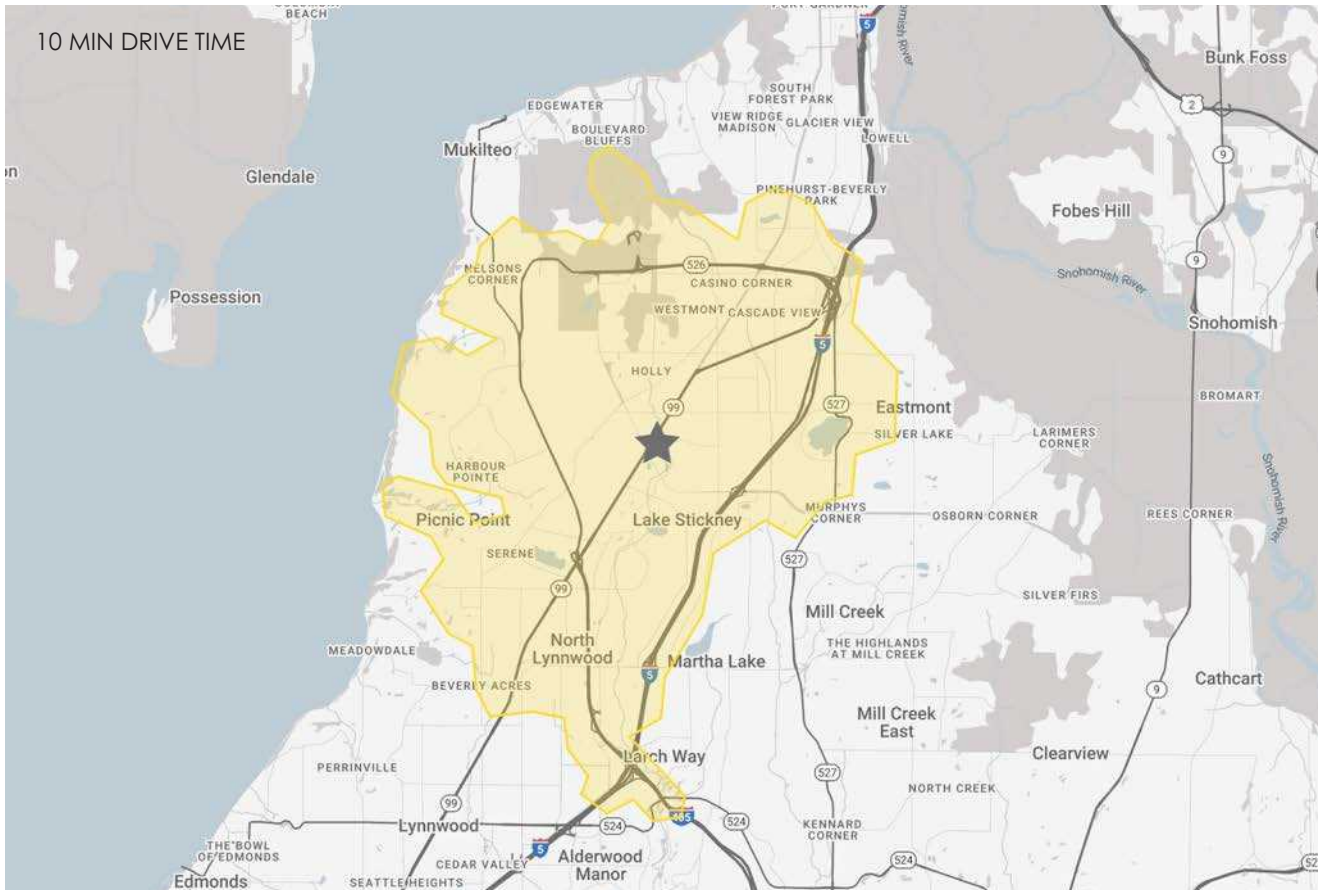 10 MIN DRIVE TIME
BEACH
5
Bunk Foss
2
EDGEWATER
SOUTH
FOREST PARK
VIEW RIDGE
MADISON
GLACIER VIEW
BOULEVARD
BLUFFS
LOWELL
Mukilteo
9
Glendale
PINEHURST-BEVERLY
PARK
Fobes Hill
NELSONS
CORNER
526
CASINO CORNER
9
Snohomish River
Possession
WESTMONT
CASCADE VIEW
Snohomish
5
HOLLY
99
527
Eastmont
SILVER LAKE
BROMART
LARIMERS
CORNER
HARBOUR
POINTE
Snohomish River
Picnic Point
Lake Stickney
MURPHYS
CORNER
OSBORN CORNER
REES CORNER
SERENE
527
99
SILVER FIRS
Mill Creek
North
Lynnwood
THE HIGHLANDS
AT MILL CREEK
MEADOWDALE
5
Martha Lake
BEVERLY ACRES
Cathcart
9
Mill Creek
East
Clearview
Larch Way
PERRINVILLE
527
NORTH CREEK
99
405
Lynnwood
524
524
KENNARD
CORNER
THE BOWL
OF EDMONDS
5
Alderwood
Manor
CEDAR VALLEY
524
Edmonds
SEATTLE HEIGHTS